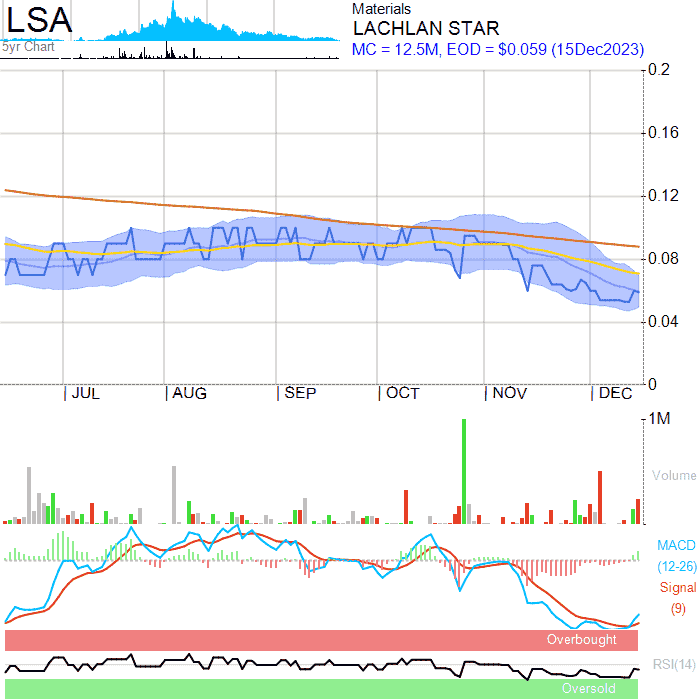 LSA
5yr Chart
Materials
LACHLAN STAR
MC = 12.5M, EOD = $0.059 (15Dec2023)
0.2
0.16
0.12
0.08
0.04
0
JUL AUG SEP OCT NOV DEC
1M
Volume
MACD
(12-26)
Signal
(9)
Overbought
RSI(14)
Oversold